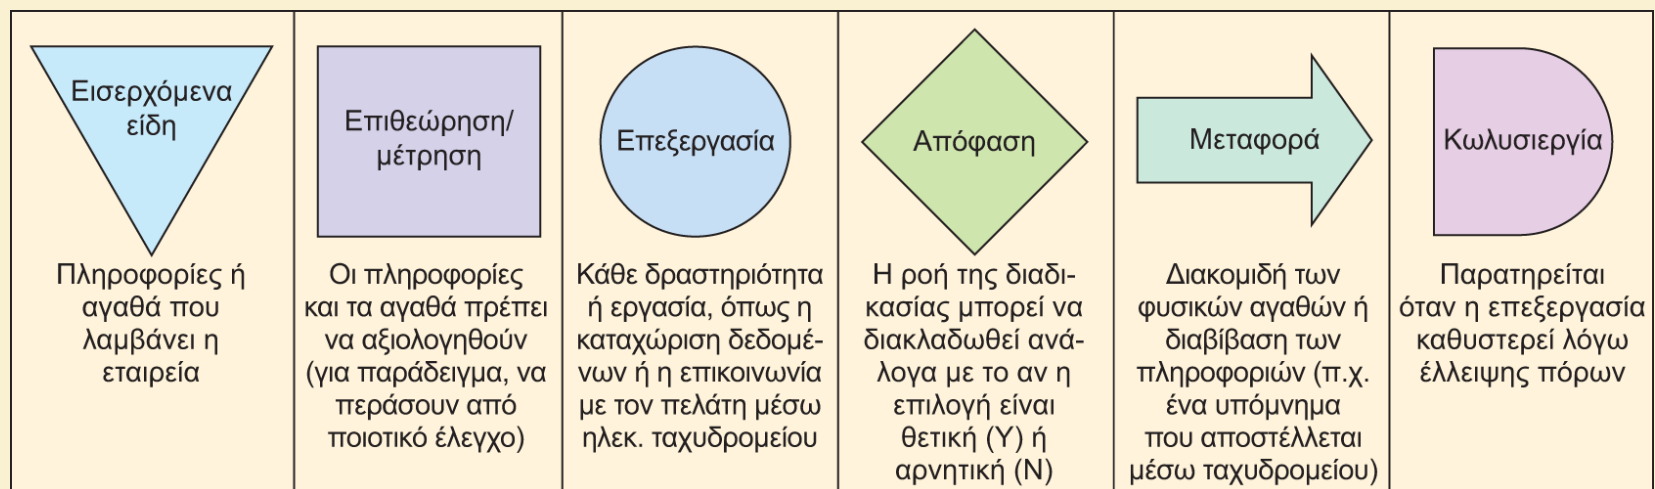 Εισερχόμενα
είδη
Πληροφορίες ή
αγαθά που
λαμβάνει η
εταιρεία
Επιθεώρηση/
μέτρηση
Οι πληροφορίες
και τα αγαθά πρέπει
να αξιολογηθούν
(για παράδειγμα, να
περάσουν από
ποιοτικό έλεγχο)
Επεξεργασία
Κάθε δραστηριότητα
ή εργασία, όπως η
καταχώριση δεδομέ-
νων ή η επικοινωνία
με τον πελάτη μέσω
ηλεκ. ταχυδρομείου
Απόφαση
Η ροή της διαδι-
κασίας μπορεί να
διακλαδωθεί ανά-
λογα με το αν η
επιλογή είναι
θετική (Υ) ή
αρνητική (Ν)
Μεταφορά
Διακομιδή των
φυσικών αγαθών ή
διαβίβαση των
πληροφοριών (π.χ.
ένα υπόμνημα
που αποστέλλεται
μέσω ταχυδρομείου)
Κωλυσιεργία
Παρατηρείται
όταν η επεξεργασία
καθυστερεί λόγω
έλλειψης πόρων